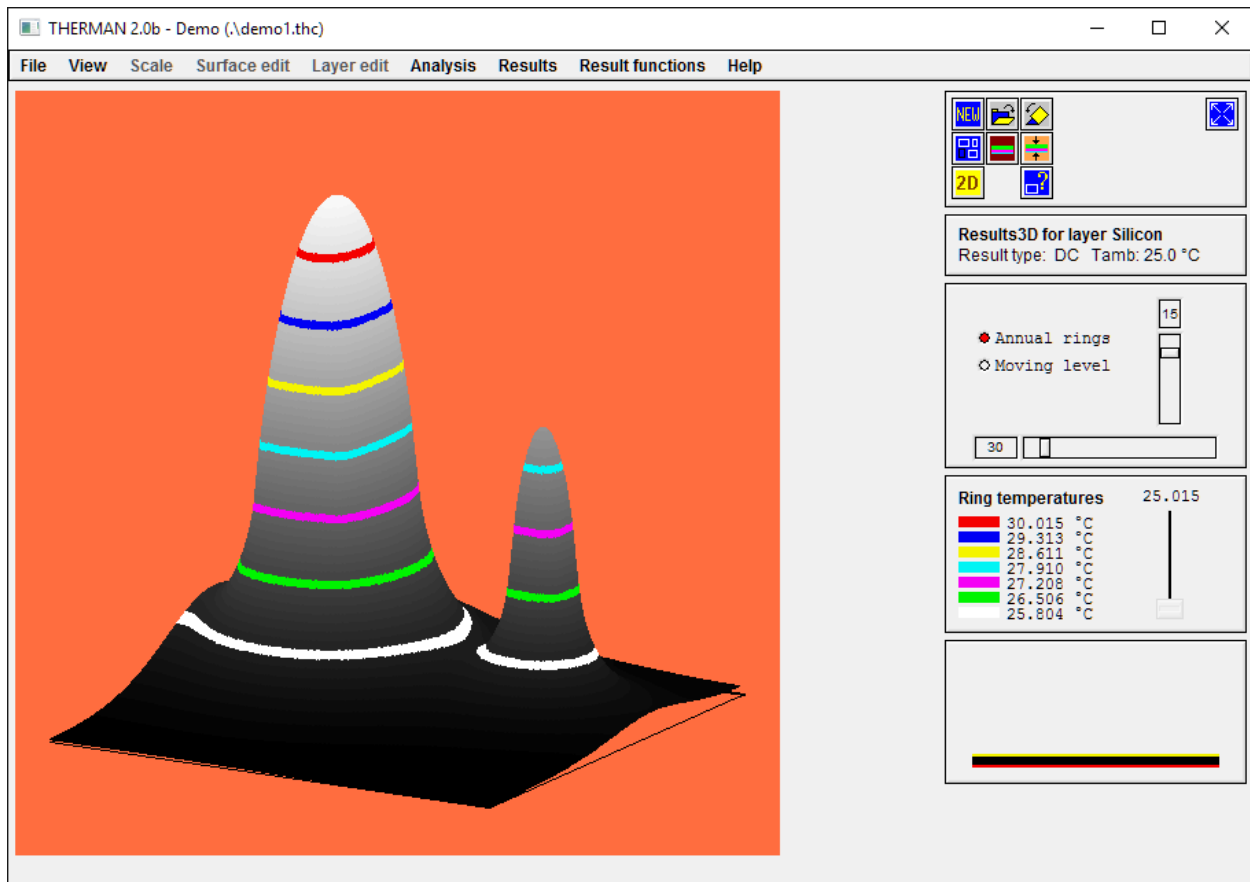 THERMAN 2.0b - Demo (.\demo1.thc)
File View Scale Surface edit Layer edit Analysis Results Result functions Help
NEW
2D ?
Results3D for layer Silicon
Result type: DC Tamb: 25.0 °C
15
Annual rings
Moving level
30
Ring temperatures 25.015
30.015 °C
29.313 °C
28.611 °C
27.910 °C
27.208 °C
26.506 °C
25.804 °C